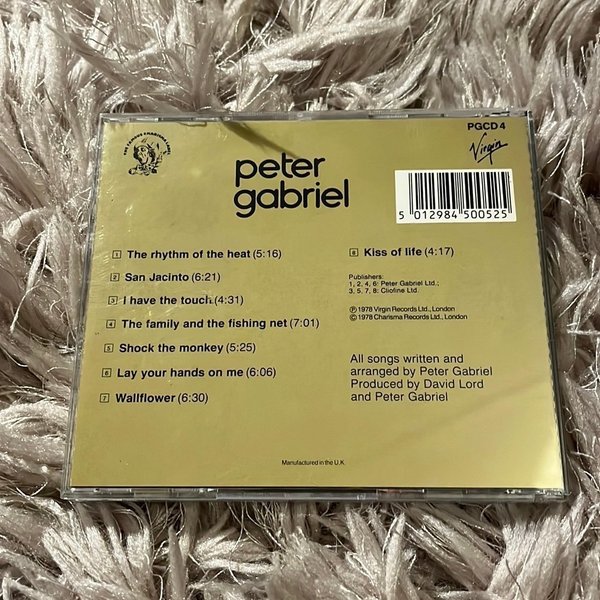 THE FAMOUS CHARISMA LABEL
PGCD 4
Virgin
peter
gabriel
5 012984 500525
1 The rhythm of the heat (5:16)
2 San Jacinto (6:21)
3 I have the touch (4:31)
4 The family and the fishing net (7:01)
5 Shock the monkey (5:25)
6 Lay your hands on me (6:06)
7 Wallflower (6:30)
8 Kiss of life (4:17)
Publishers:
1, 2, 4, 6: Peter Gabriel Ltd.;
3, 5, 7, 8: Cliofine Ltd.
Ⓟ 1978 Virgin Records Ltd., London
© 1978 Charisma Records Ltd., London
All songs written and
arranged by Peter Gabriel
Produced by David Lord
and Peter Gabriel
Manufactured in the U.K.